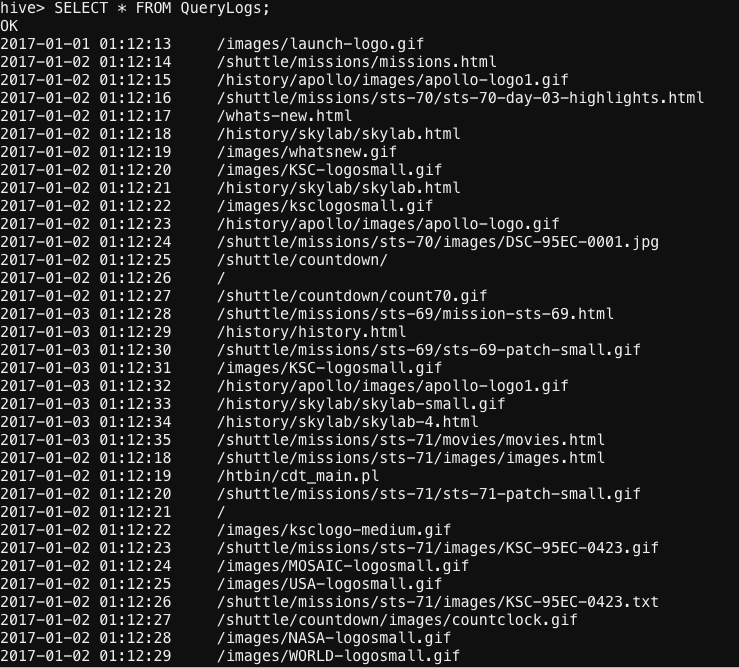 hive> SELECT * FROM QueryLogs;
OK
2017-01-01 01:12:13 /images/launch-logo.gif
2017-01-02 01:12:14 /shuttle/missions/missions.html
2017-01-02 01:12:15 /history/apollo/images/apollo-logo1.gif
2017-01-02 01:12:16 /shuttle/missions/sts-70/sts-70-day-03-highlights.html
2017-01-02 01:12:17 /whats-new.html
2017-01-02 01:12:18 /history/skylab/skylab.html
2017-01-02 01:12:19 /images/whatsnew.gif
2017-01-02 01:12:20 /images/KSC-logosmall.gif
2017-01-02 01:12:21 /history/skylab/skylab.html
2017-01-02 01:12:22 /images/ksclogosmall.gif
2017-01-02 01:12:23 /history/apollo/images/apollo-logo.gif
2017-01-02 01:12:24 /shuttle/missions/sts-70/images/DSC-95EC-0001.jpg
2017-01-02 01:12:25 /shuttle/countdown/
2017-01-02 01:12:26 /
2017-01-02 01:12:27 /shuttle/countdown/count70.gif
2017-01-03 01:12:28 /shuttle/missions/sts-69/mission-sts-69.html
2017-01-03 01:12:29 /history/history.html
2017-01-03 01:12:30 /shuttle/missions/sts-69/sts-69-patch-small.gif
2017-01-03 01:12:31 /images/KSC-logosmall.gif
2017-01-03 01:12:32 /history/apollo/images/apollo-logo1.gif
2017-01-03 01:12:33 /history/skylab/skylab-small.gif
2017-01-03 01:12:34 /history/skylab/skylab-4.html
2017-01-03 01:12:35 /shuttle/missions/sts-71/movies/movies.html
2017-01-02 01:12:18 /shuttle/missions/sts-71/images/images.html
2017-01-02 01:12:19 /htbin/cdt_main.pl
2017-01-02 01:12:20 /shuttle/missions/sts-71/sts-71-patch-small.gif
2017-01-02 01:12:21 /
2017-01-02 01:12:22 /images/ksclogo-medium.gif
2017-01-02 01:12:23 /shuttle/missions/sts-71/images/KSC-95EC-0423.gif
2017-01-02 01:12:24 /images/MOSAIC-logosmall.gif
2017-01-02 01:12:25 /images/USA-logosmall.gif
2017-01-02 01:12:26 /shuttle/missions/sts-71/images/KSC-95EC-0423.txt
2017-01-02 01:12:27 /shuttle/countdown/images/countclock.gif
2017-01-02 01:12:28 /images/NASA-logosmall.gif
2017-01-02 01:12:29 /images/WORLD-logosmall.gif